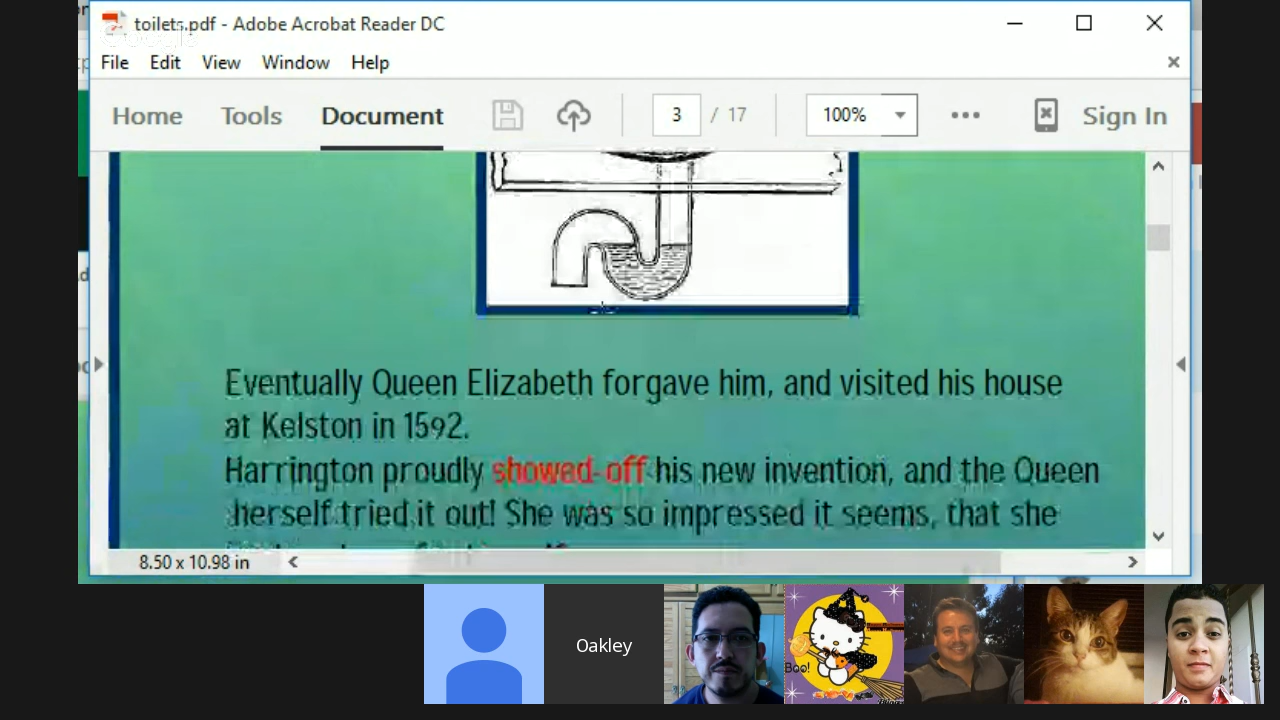 toilets.pdf - Adobe Acrobat Reader DC
File Edit View Window Help
Home Tools Document 3 / 17 100% Sign In
Eventually Queen Elizabeth forgave him, and visited his house
at Kelston in 1592.
Harrington proudly showed-off his new invention, and the Queen
herself tried it out! She was so impressed it seems, that she
8.50 x 10.98 in
Oakley
Boo!